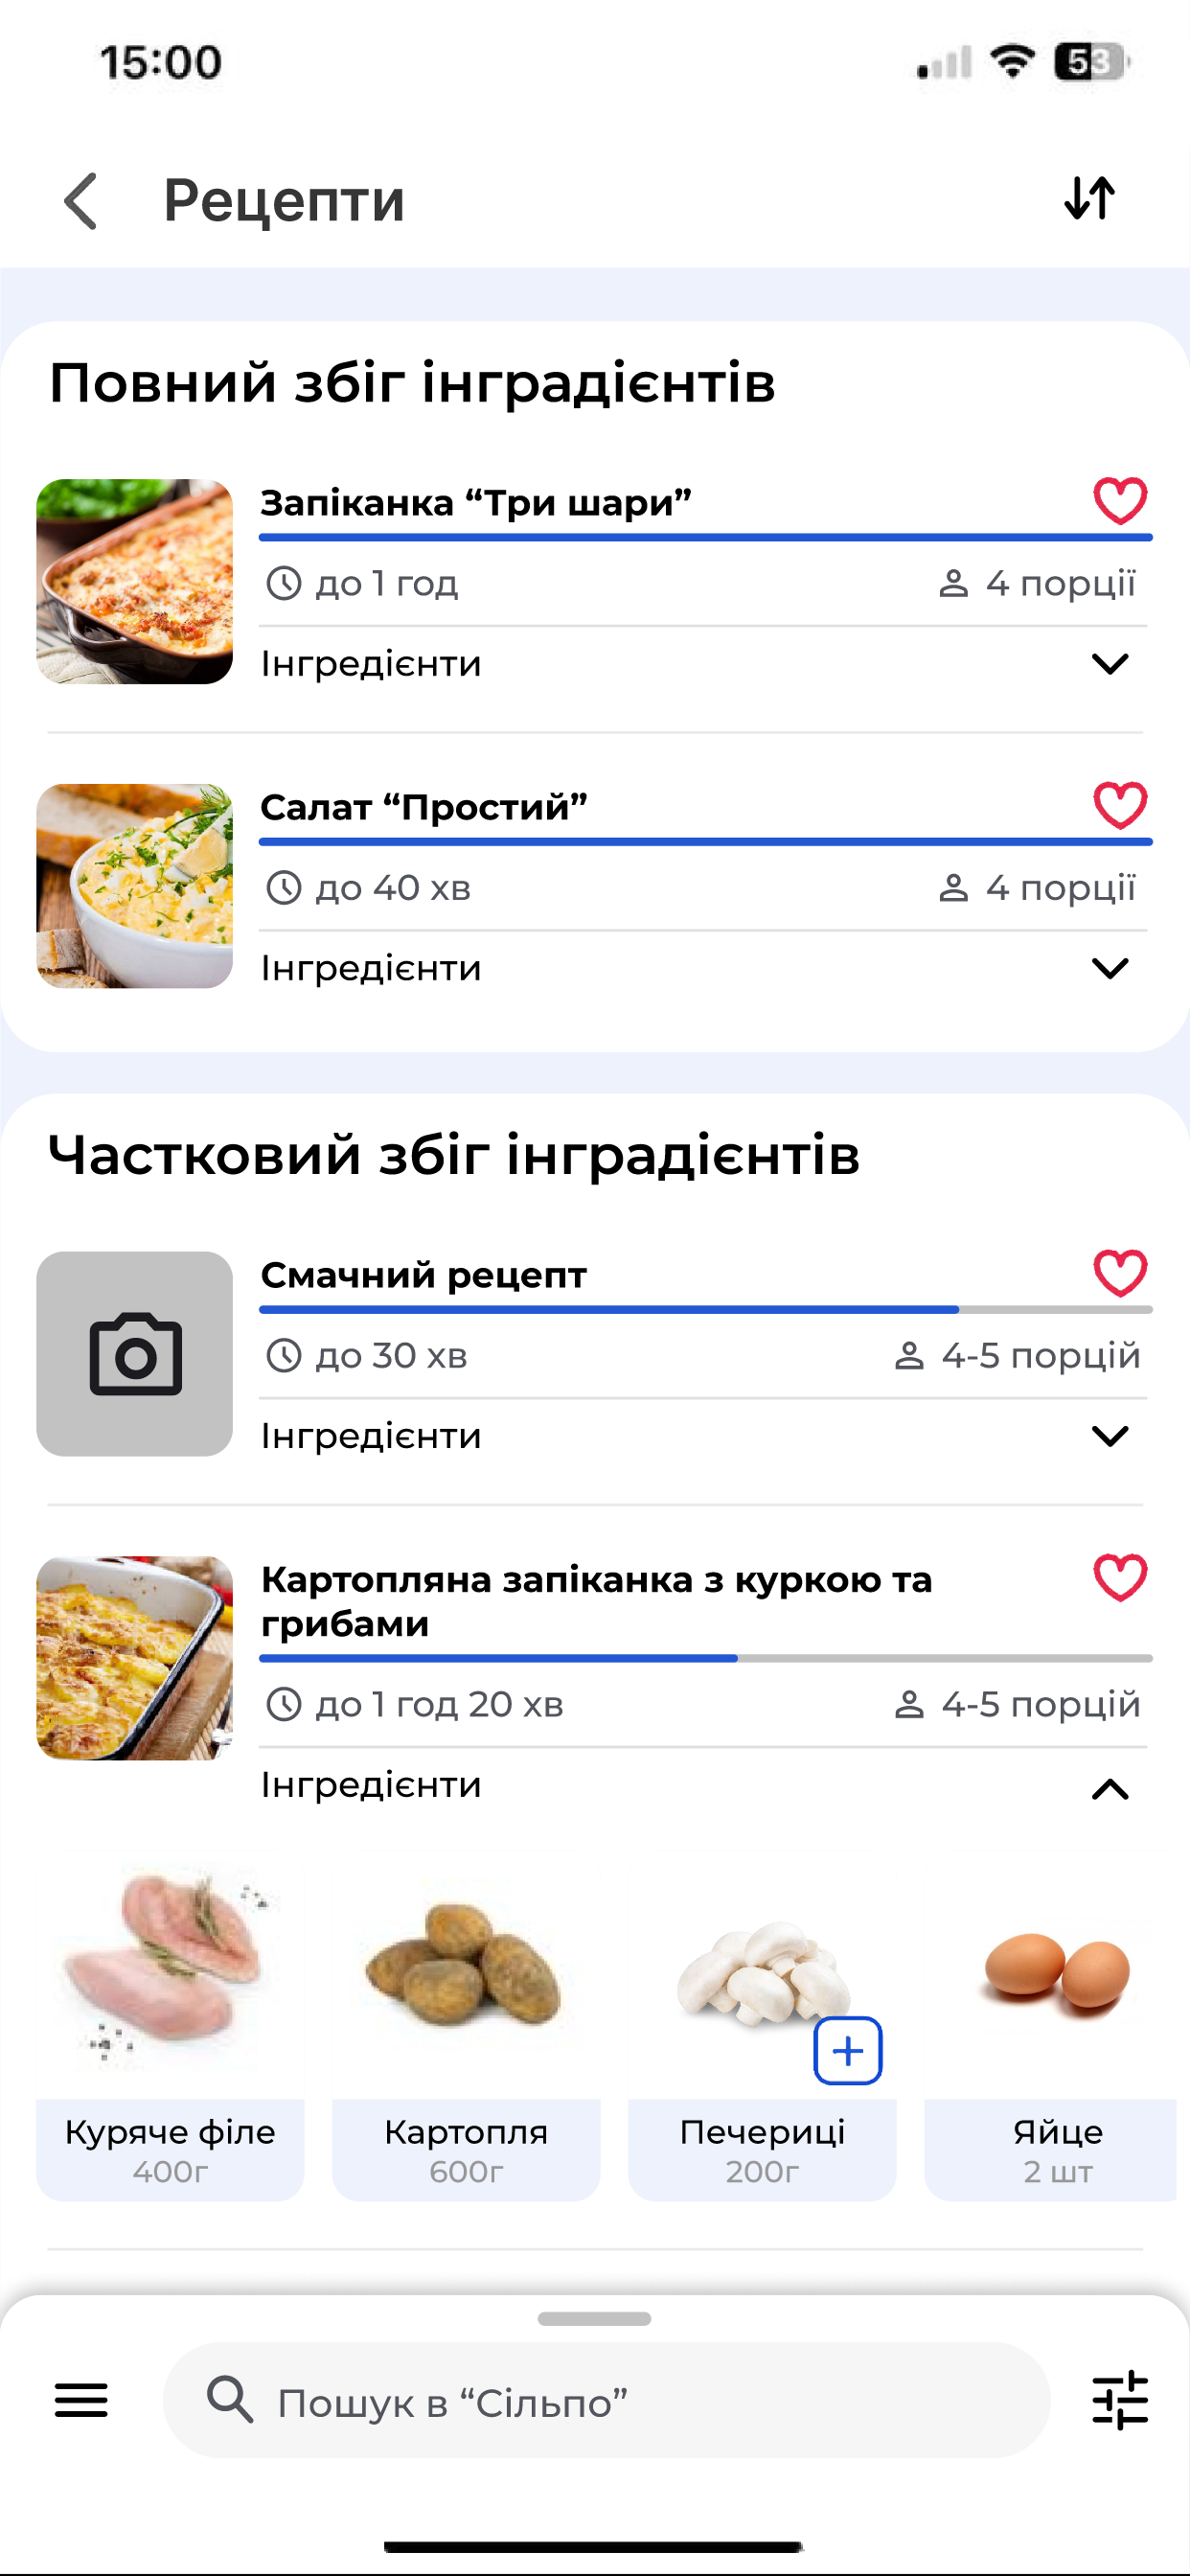 15:00
53
Рецепти
Повний збіг інградієнтів
Запіканка “Три шари”
до 1 год
4 порції
Інгредієнти
Салат “Простий”
до 40 хв
4 порції
Інгредієнти
Частковий збіг інградієнтів
Смачний рецепт
до 30 хв
4-5 порцій
Інгредієнти
Картопляна запіканка з куркою та
грибами
до 1 год 20 хв
4-5 порцій
Інгредієнти
Куряче філе
400г
Картопля
600г
Печериці
200г
Яйце
2 шт
Пошук в “Сільпо”